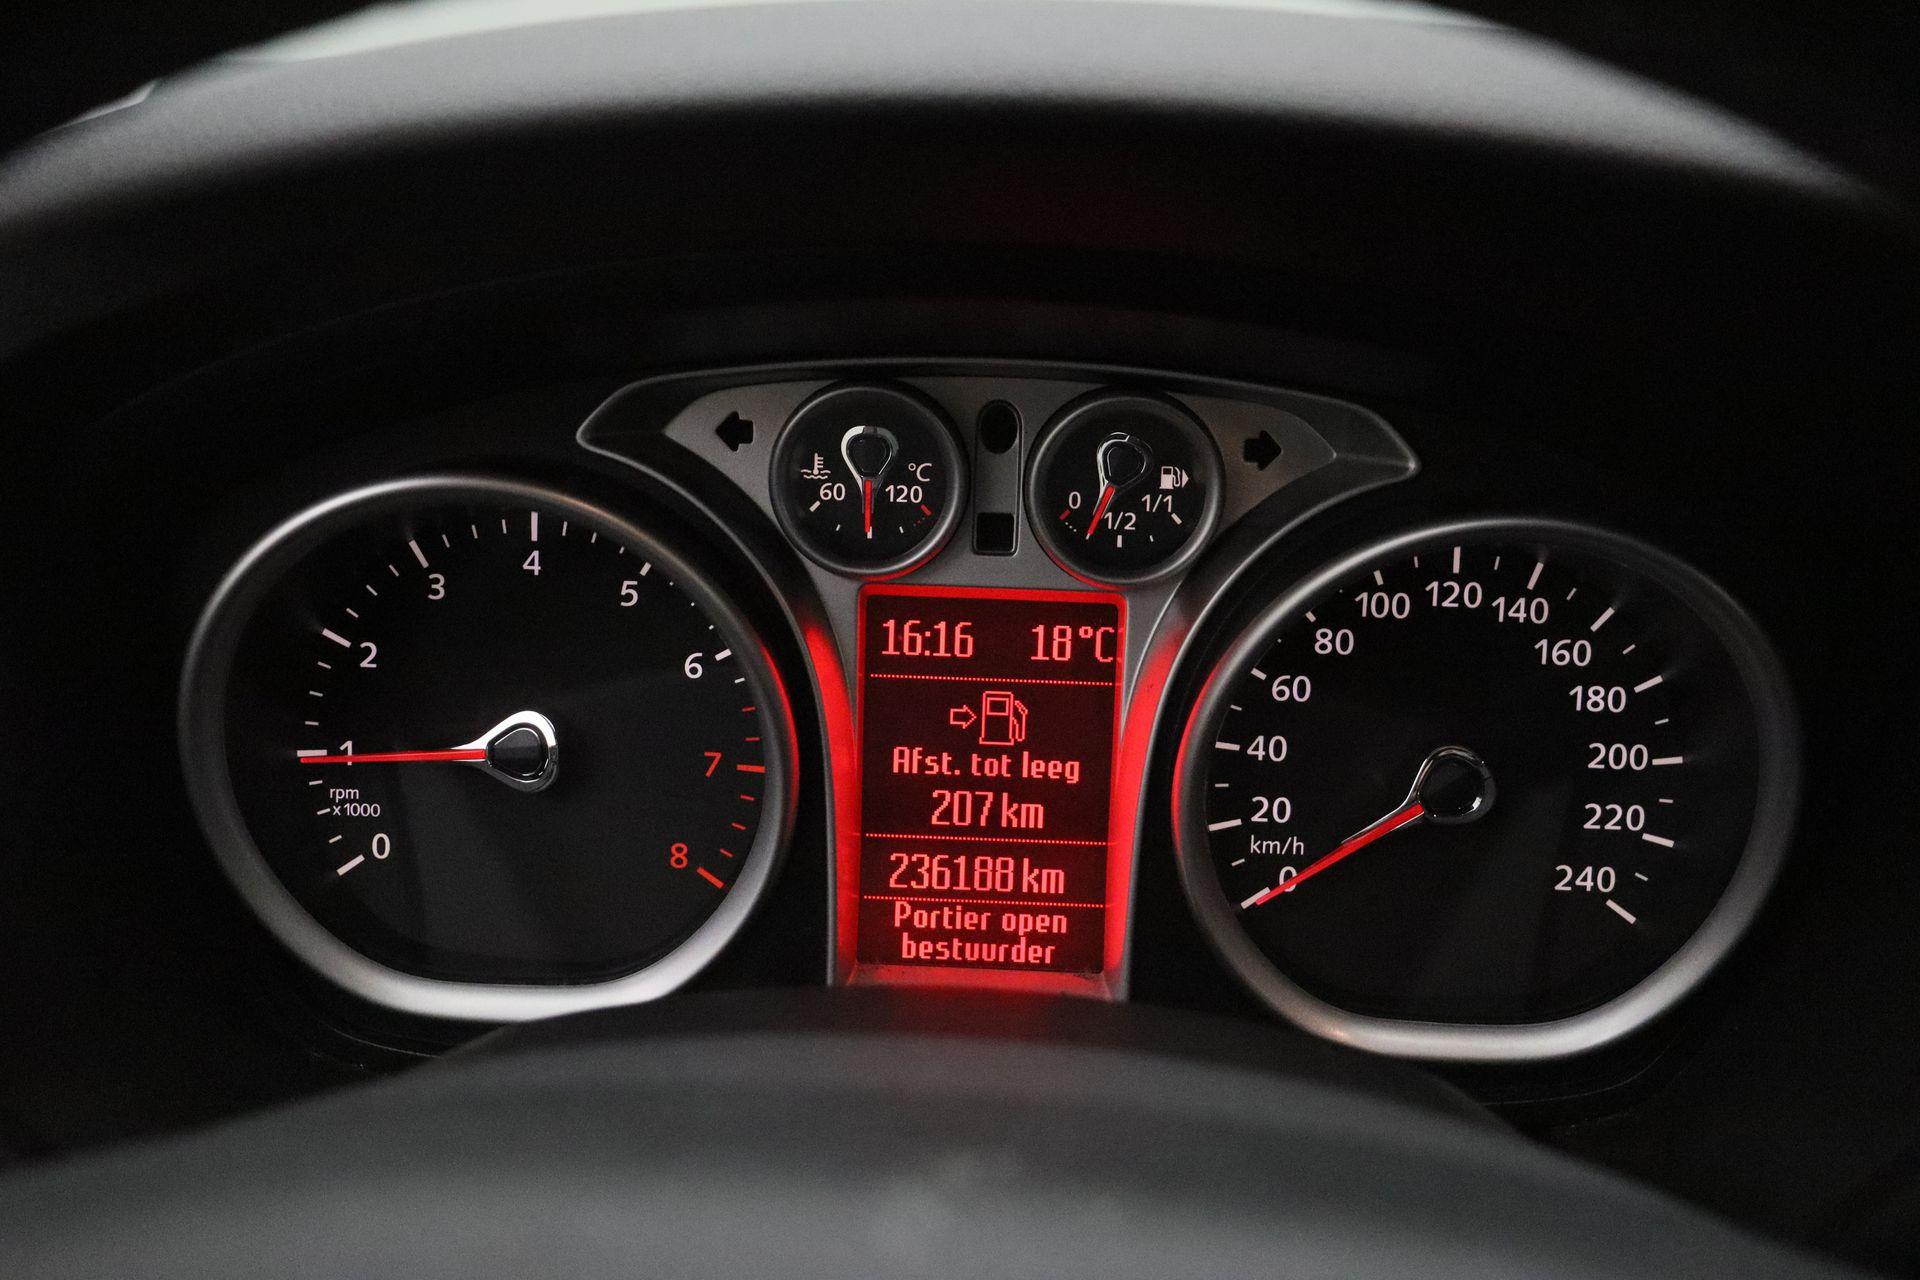 60 120 °C
0 1/2 1/1
0 1 2 3 4 5 6 7 8
rpm
x1000
16:16 18°C
Afst. tot leeg
207 km
236188 km
Portier open
bestuurder
0 20 40 60 80 100 120 140 160 180 200 220 240
km/h